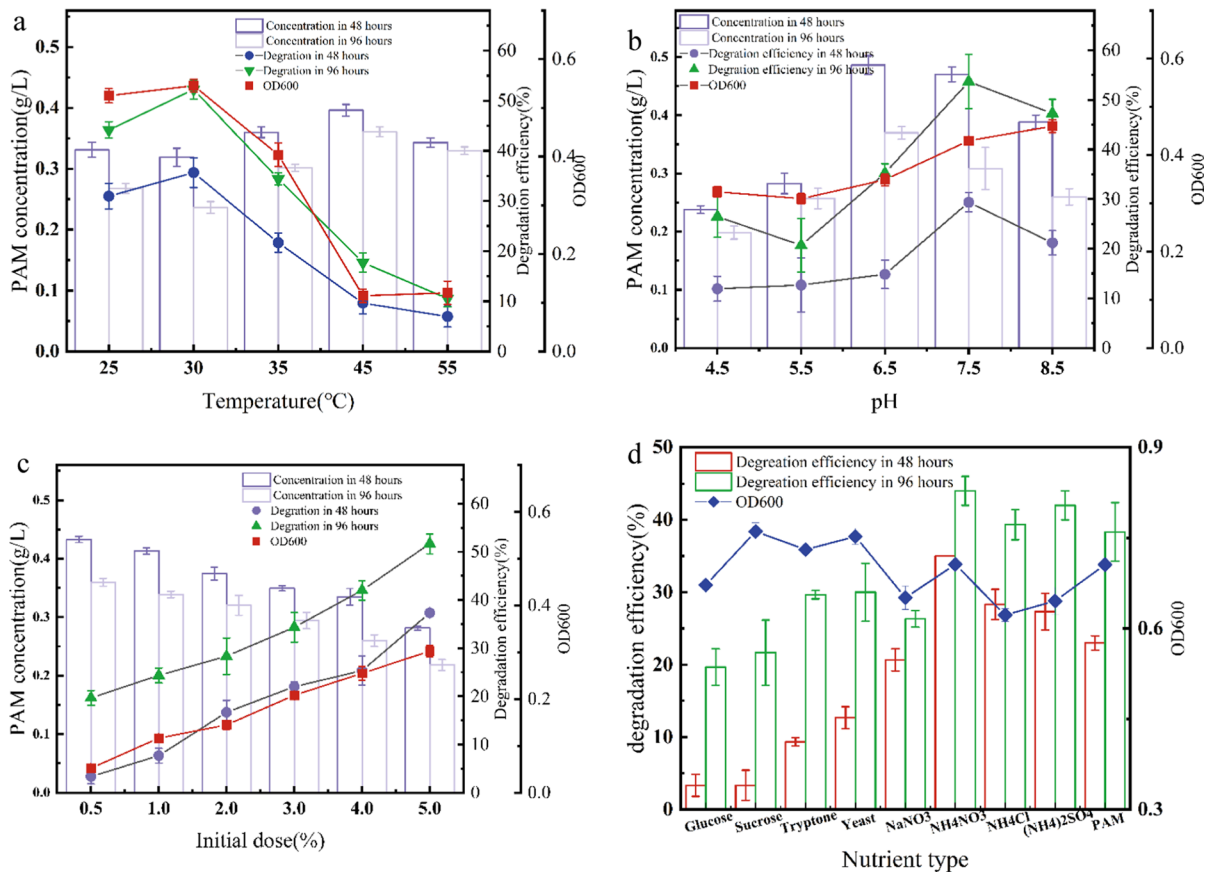 a
Concentration in 48 hours
Concentration in 96 hours
Degration in 48 hours
Degration in 96 hours
OD600
PAM concentration(g/L)
0.5
0.4
0.3
0.2
0.1
0.0
60
50
40
30
20
10
0
Degradation efficiency(%)
0.6
0.4
0.2
0.0
OD600
25 30 35 45 55
Temperature(°C)
b
Concentration in 48 hours
Concentration in 96 hours
Degration efficiency in 48 hours
Degration efficiency in 96 hours
OD600
PAM concentration(g/L)
0.5
0.4
0.3
0.2
0.1
0.0
60
50
40
30
20
10
0
Degradation efficiency(%)
0.6
0.4
0.2
0.0
OD600
4.5 5.5 6.5 7.5 8.5
pH
c
Concentration in 48 hours
Concentration in 96 hours
Degration in 48 hours
Degration in 96 hours
OD600
PAM concentration(g/L)
0.5
0.4
0.3
0.2
0.1
0.0
60
50
40
30
20
10
0
Degradation efficiency(%)
0.6
0.4
0.2
0.0
OD600
0.5 1.0 2.0 3.0 4.0 5.0
Initial dose(%)
d
Degreation efficiency in 48 hours
Degreation efficiency in 96 hours
OD600
degradation efficiency(%)
50
40
30
20
10
0
0.9
0.6
0.3
OD600
Glucose Sucrose Tryptone Yeast NaNO3 NH4NO3 NH4Cl (NH4)2SO4 PAM
Nutrient type